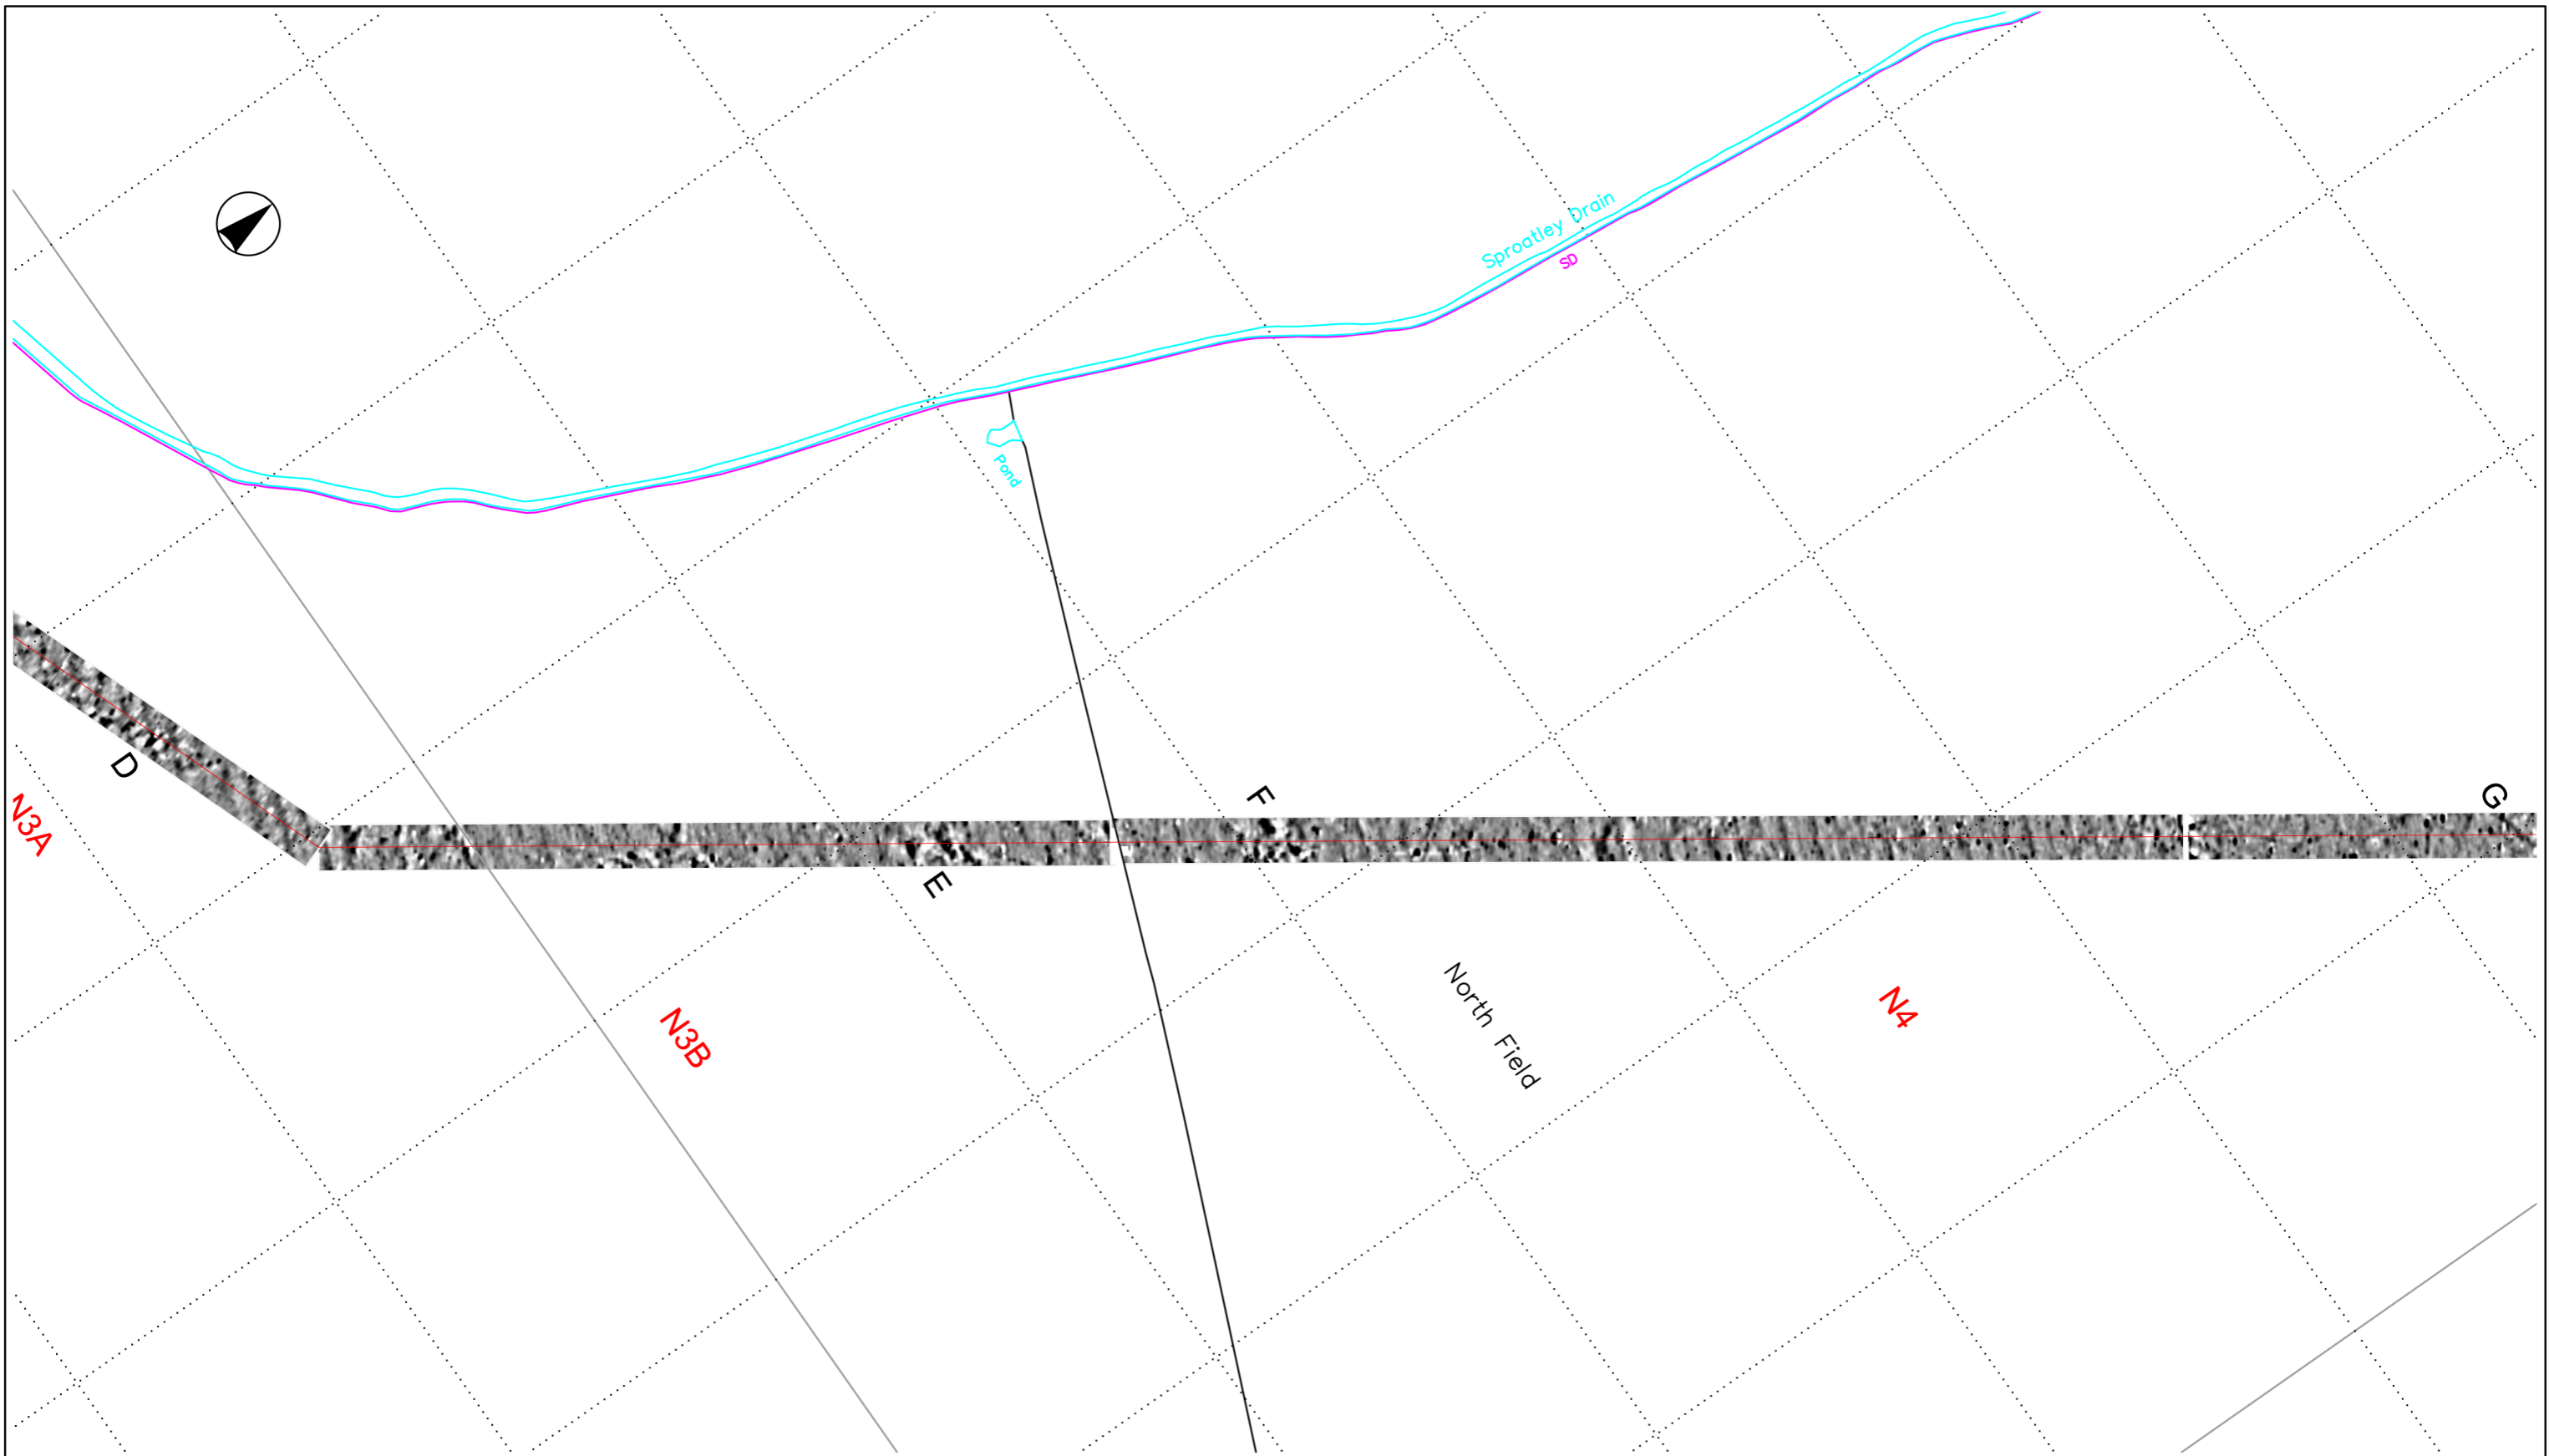 Sproatley Drain
SD
Pond
D
N3A
F
G
E
North Field
N4
N3B